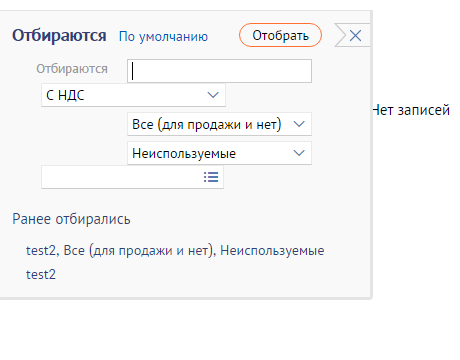 Отбираются По умолчанию Отобрать
Отбираются
С НДС
Нет записей
Все (для продажи и нет)
Неиспользуемые
Ранее отбирались
test2, Все (для продажи и нет), Неиспользуемые
test2